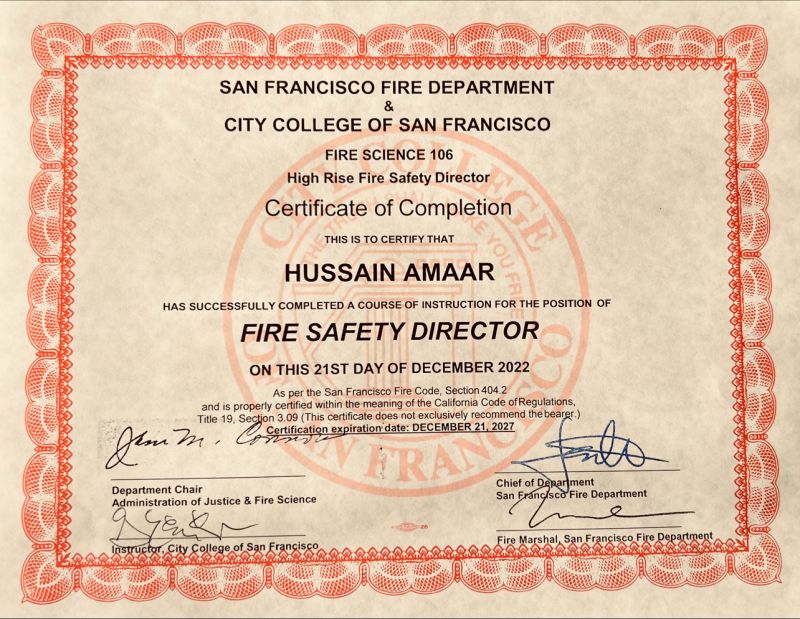 SAN FRANCISCO FIRE DEPARTMENT
&
CITY COLLEGE OF SAN FRANCISCO
FIRE SCIENCE 106
High Rise Fire Safety Director
Certificate of Completion
THIS IS TO CERTIFY THAT
HUSSAIN AMAAR
HAS SUCCESSFULLY COMPLETED A COURSE OF INSTRUCTION FOR THE POSITION OF
FIRE SAFETY DIRECTOR
ON THIS 21ST DAY OF DECEMBER 2022
As per the San Francisco Fire Code, Section 404.2
and is properly certified within the meaning of the California Code of Regulations,
Title 19, Section 3.09 (This certificate does not exclusively recommend the bearer.)
Certification expiration date: DECEMBER 21, 2027
Department Chair
Administration of Justice & Fire Science
Chief of Department
San Francisco Fire Department
Instructor, City College of San Francisco
Fire Marshal, San Francisco Fire Department
CITY COLLEGE OF SAN FRANCISCO